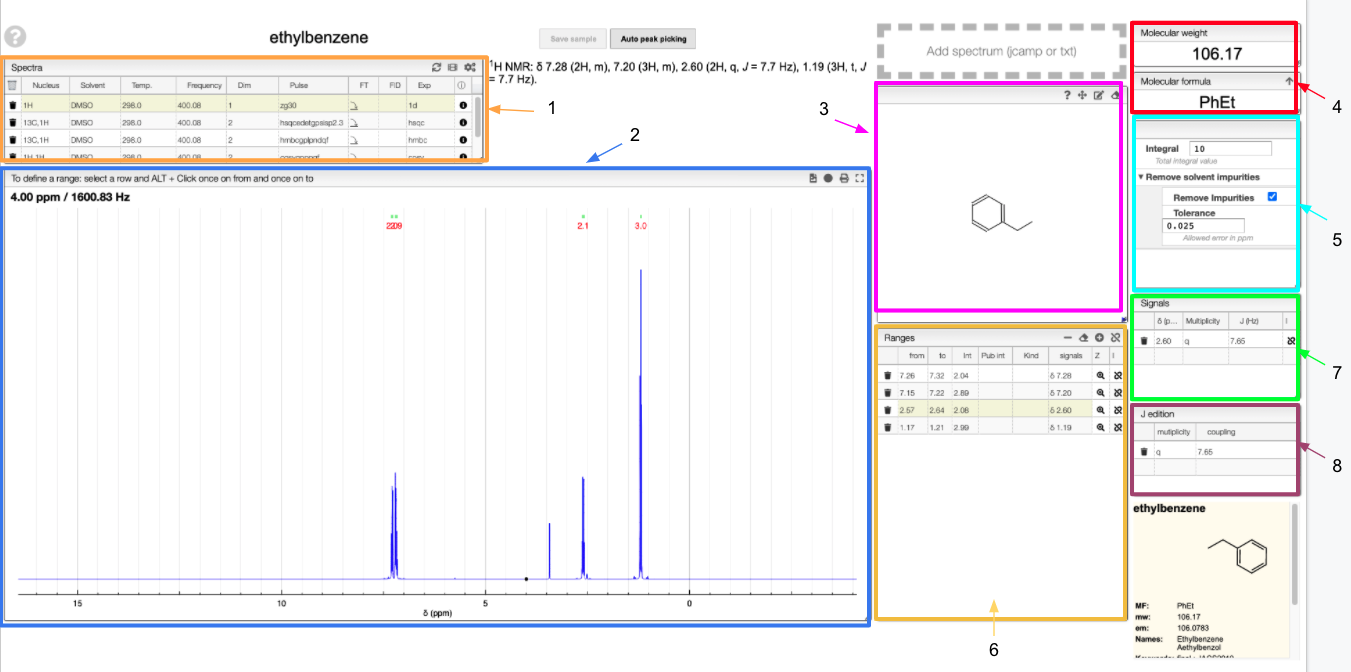 ethylbenzene
Save sample
Auto peak picking
Spectra
Nucleus Solvent Temp. Frequency Dim Pulse FT FID Exp
1H DMSO 298.0 400.08 1 zg30 1d
13C,1H DMSO 298.0 400.08 2 hsqcedetgpsisp2.3 hsqc
13C,1H DMSO 298.0 400.08 2 hmbcgplpndqf hmbc
1H,1H DMSO 298.0 400.08 2
1H NMR: δ 7.28 (2H, m), 7.20 (3H, m), 2.60 (2H, q, J = 7.7 Hz), 1.19 (3H, t, J
= 7.7 Hz).
1
2
To define a range: select a row and ALT + Click once on from and once on to
4.00 ppm / 1600.83 Hz
2.1
3.0
15
10
5
0
δ (ppm)
Add spectrum (jcamp or txt)
3
Ranges
from to Int Pub int Kind signals Z I
7.26 7.32 2.04 δ 7.28
7.15 7.22 2.89 δ 7.20
2.57 2.64 2.08 δ 2.60
1.17 1.21 2.99 δ 1.19
6
Molecular weight
106.17
Molecular formula
PhEt
4
Integral 10
Total integral value
Remove solvent impurities
Remove Impurities
Tolerance
0.025
Allowed error in ppm
5
Signals
δ (p... Multiplicity J (Hz) I
2.60 q 7.65
7
J edition
mutiplicity coupling
q 7.65
8
ethylbenzene
MF: PhEt
mw: 106.17
em: 106.0783
Names: Ethylbenzene
Aethylbenzol